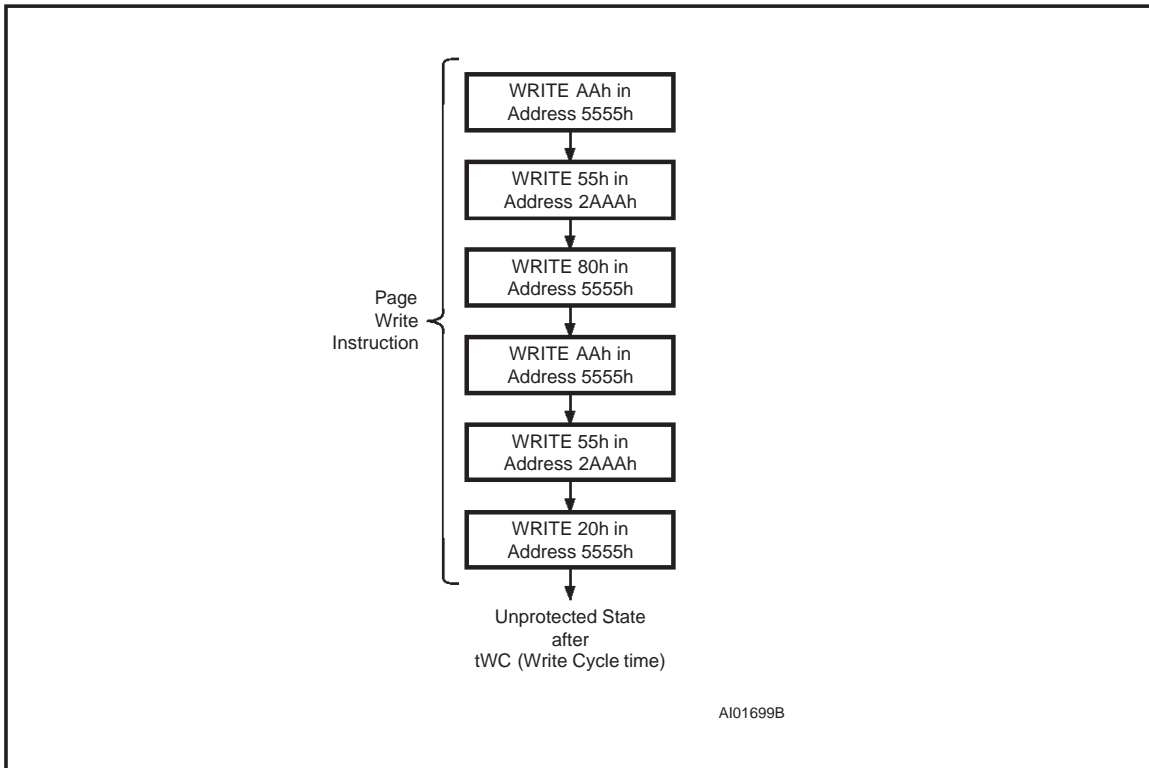 WRITE AAh in
Address 5555h
WRITE 55h in
Address 2AAAh
WRITE 80h in
Address 5555h
Page
Write
Instruction
WRITE AAh in
Address 5555h
WRITE 55h in
Address 2AAAh
WRITE 20h in
Address 5555h
Unprotected State
after
tWC (Write Cycle time)
AI01699B